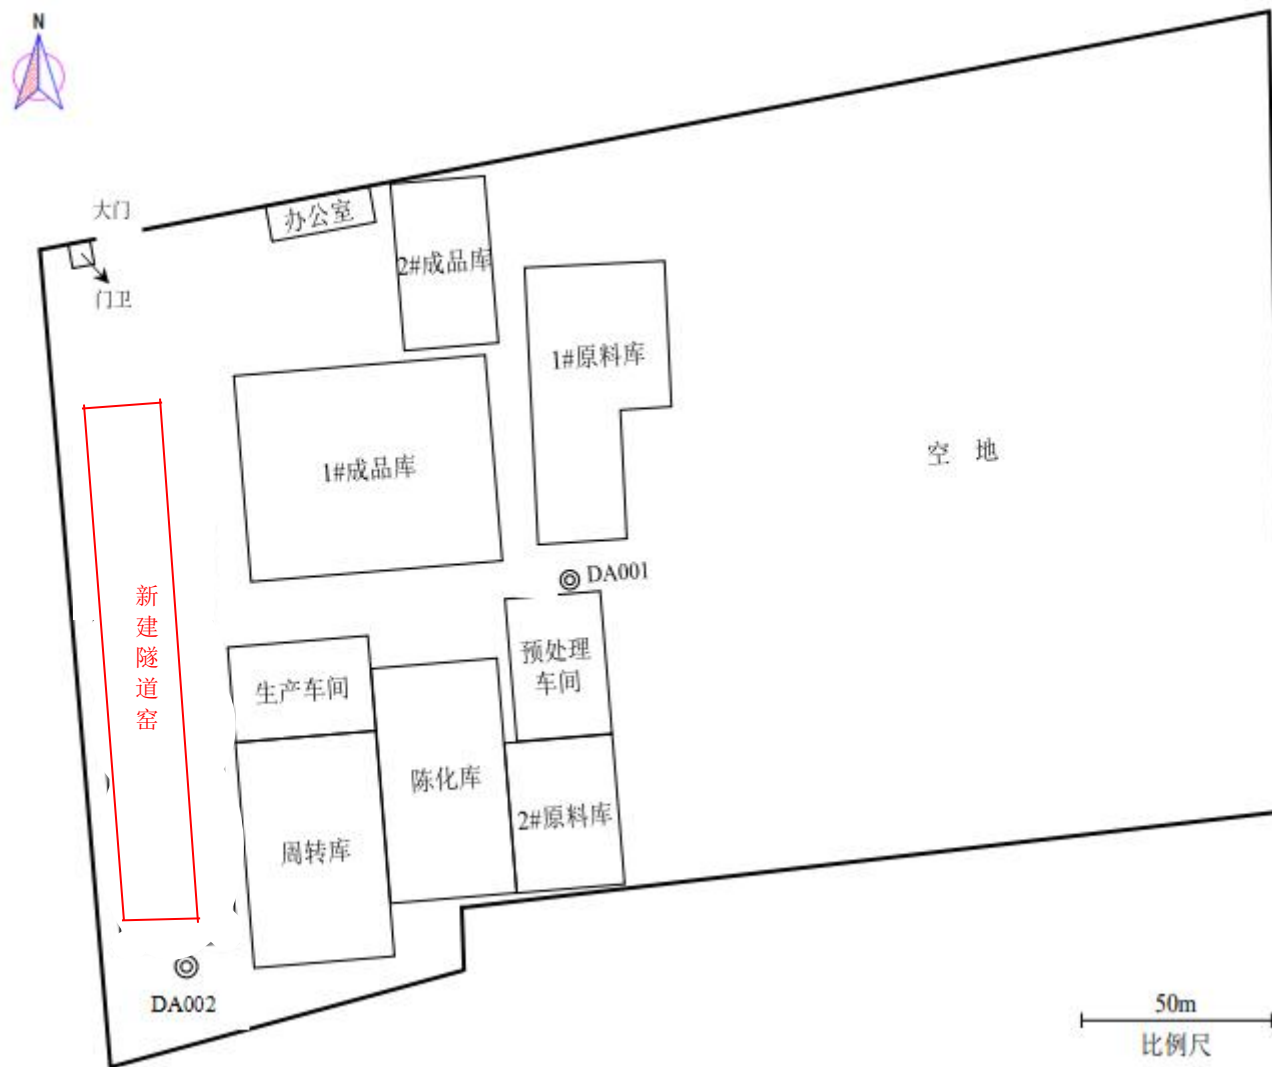 N
大门
办公室
2#成品库
门卫
1#原料库
空 地
1#成品库
DA001
新
建
隧
道
窑
预处理
车间
生产车间
陈化库
2#原料库
周转库
DA002
50m
比例尺